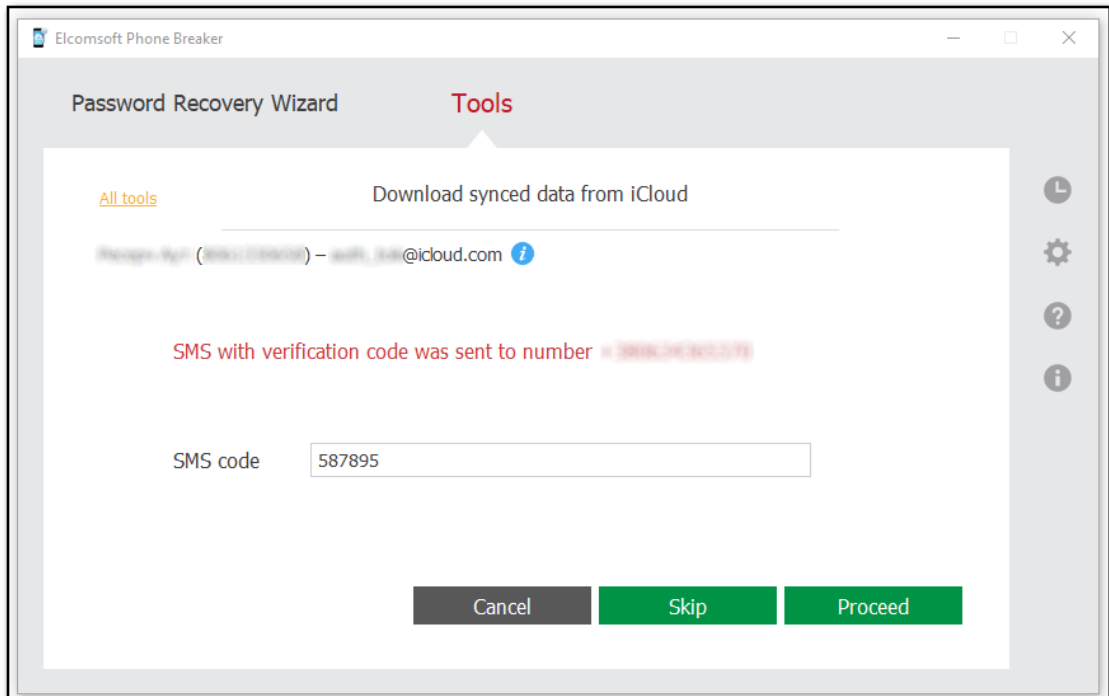 Elcomsoft Phone Breaker
Password Recovery Wizard Tools
All tools
Download synced data from iCloud
( ) – @icloud.com i
SMS with verification code was sent to number
SMS code 587895
Cancel Skip Proceed